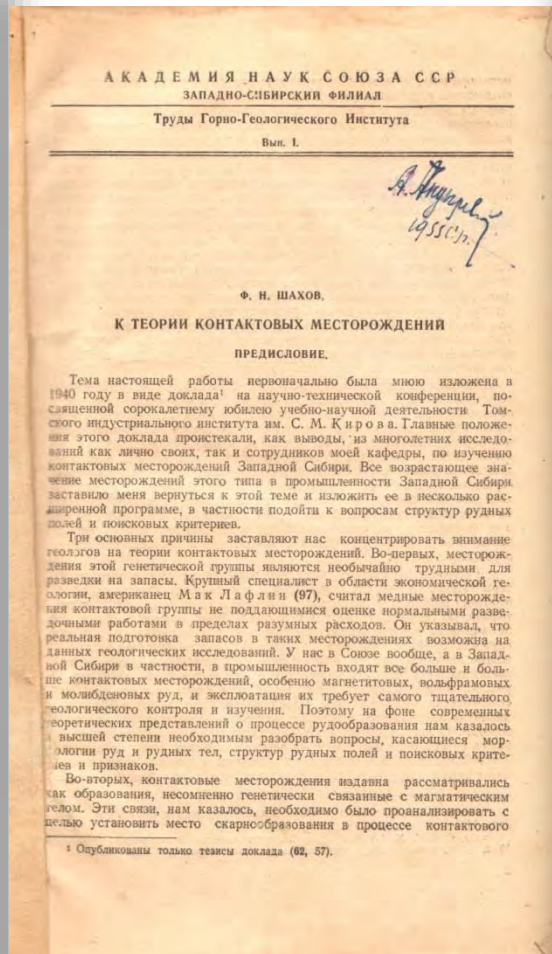 АКАДЕМИЯ НАУК СОЮЗА ССР
ЗАПАДНО-СИБИРСКИЙ ФИЛИАЛ
Труды Горно-Геологического Института
Вып. 1.
Ф. Н. ШАХОВ.
К ТЕОРИИ КОНТАКТОВЫХ МЕСТОРОЖДЕНИЙ
ПРЕДИСЛОВИЕ.
Тема настоящей работы первоначально была мною изложена в
1940 году в виде доклада¹ на научно-технической конференции, по-
священной сорокалетнему юбилею учебно-научной деятельности Том-
ского индустриального института им. С. М. Кирова. Главные положе-
ния этого доклада проистекали, как выводы, из многолетних исследо-
ваний как лично своих, так и сотрудников моей кафедры, по изучению
контактовых месторождений Западной Сибири. Все возрастающее зна-
чение месторождений этого типа в промышленности Западной Сибири
заставило меня вернуться к этой теме и изложить ее в несколько рас-
ширенной программе, в частности подойти к вопросам структур рудных
полей и поисковых критериев.
Три основных причины заставляют нас концентрировать внимание
геологов на теории контактовых месторождений. Во-первых, месторож-
дения этой генетической группы являются необычайно трудными для
разведки на запасы. Крупный специалист в области экономической ге-
ологии, американец Мак Лафлин (97), считал медные месторожде-
ния контактовой группы не поддающимися оценке нормальными разве-
дочными работами в пределах разумных расходов. Он указывал, что
реальная подготовка запасов в таких месторождениях возможна на
данных геологических исследований. У нас в Союзе вообще, а в Запад-
ной Сибири в частности, в промышленность входят все больше и боль-
ше контактовых месторождений, особенно магнетитовых, вольфрамовых
и молибденовых руд, и эксплоатация их требует самого тщательного
геологического контроля и изучения. Поэтому на фоне современных
теоретических представлений о процессе рудообразования нам казалось
в высшей степени необходимым разобрать вопросы, касающиеся мор-
фологии руд и рудных тел, структур рудных полей и поисковых крите-
риев и признаков.
Во-вторых, контактовые месторождения издавна рассматривались
как образования, несомненно генетически связанные с магматическим
телом. Эти связи, нам казалось, необходимо было проанализировать с
целью установить место скарнообразования в процессе контактового
¹ Опубликованы только тезисы доклада (62, 57).